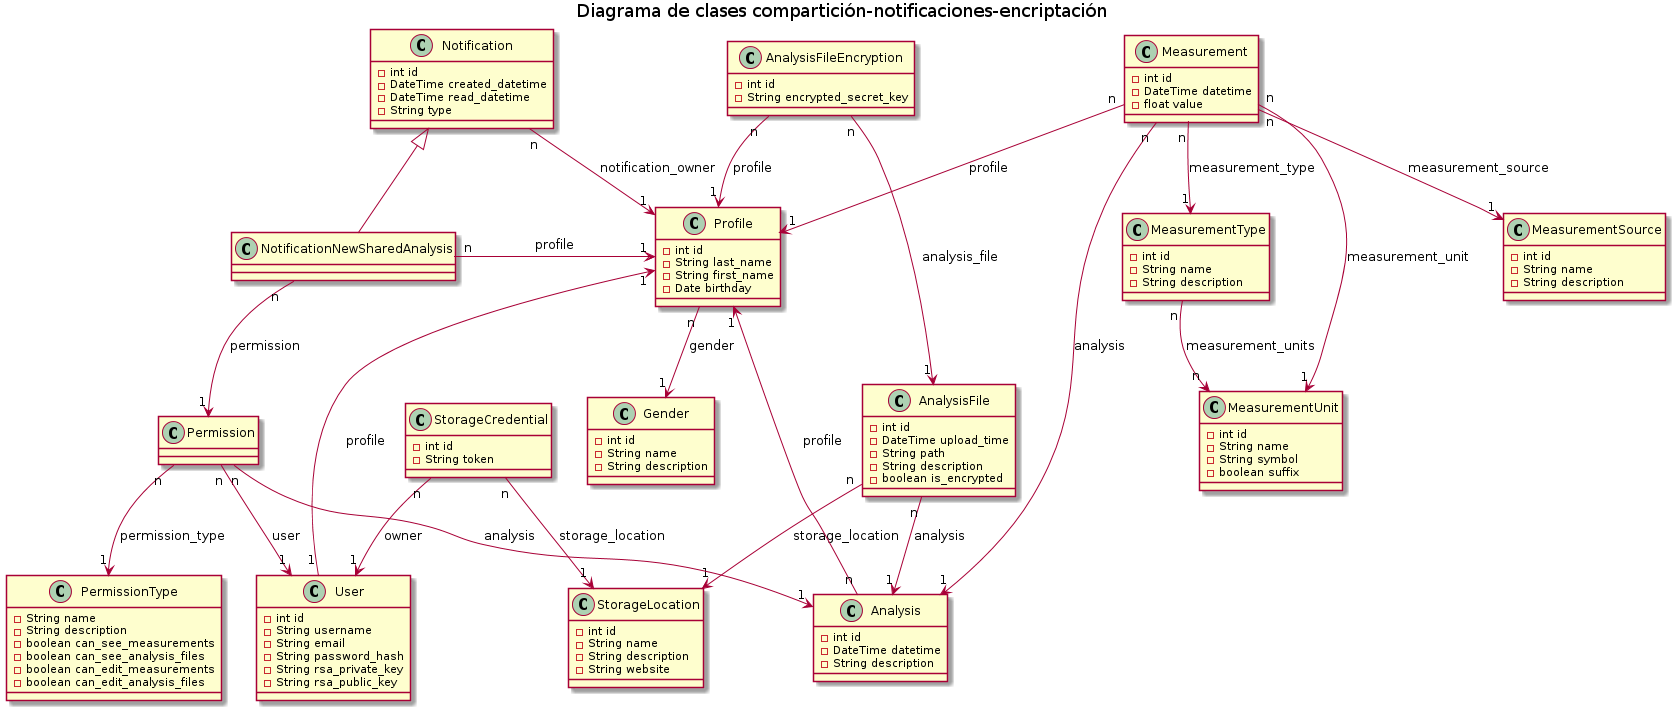 Diagrama de clases compartición-notificaciones-encriptación
C Notification
int id
DateTime created_datetime
DateTime read_datetime
String type
C AnalysisFileEncryption
int id
String encrypted_secret_key
C Measurement
int id
DateTime datetime
float value
n
n
n
n
n
n
n
n
notification_owner
profile
profile
measurement_type
measurement_source
1
1
1
1
1
C Profile
int id
String last_name
String first_name
Date birthday
C MeasurementType
int id
String name
String description
C MeasurementSource
int id
String name
String description
C NotificationNewSharedAnalysis
n
profile
1
analysis_file
measurement_unit
1
n
n
1
n
permission
gender
analysis
measurement_units
1
1
1
n
1
C Permission
C StorageCredential
int id
String token
C Gender
int id
String name
String description
C AnalysisFile
int id
DateTime upload_time
String path
String description
boolean is_encrypted
C MeasurementUnit
int id
String name
String symbol
boolean suffix
profile
profile
n
n
n
n
n
n
n
permission_type
user
owner
analysis
storage_location
storage_location
analysis
1
1
1
1
1
1
n
1
1
1
C PermissionType
String name
String description
boolean can_see_measurements
boolean can_see_analysis_files
boolean can_edit_measurements
boolean can_edit_analysis_files
C User
int id
String username
String email
String password_hash
String rsa_private_key
String rsa_public_key
C StorageLocation
int id
String name
String description
String website
C Analysis
int id
DateTime datetime
String description